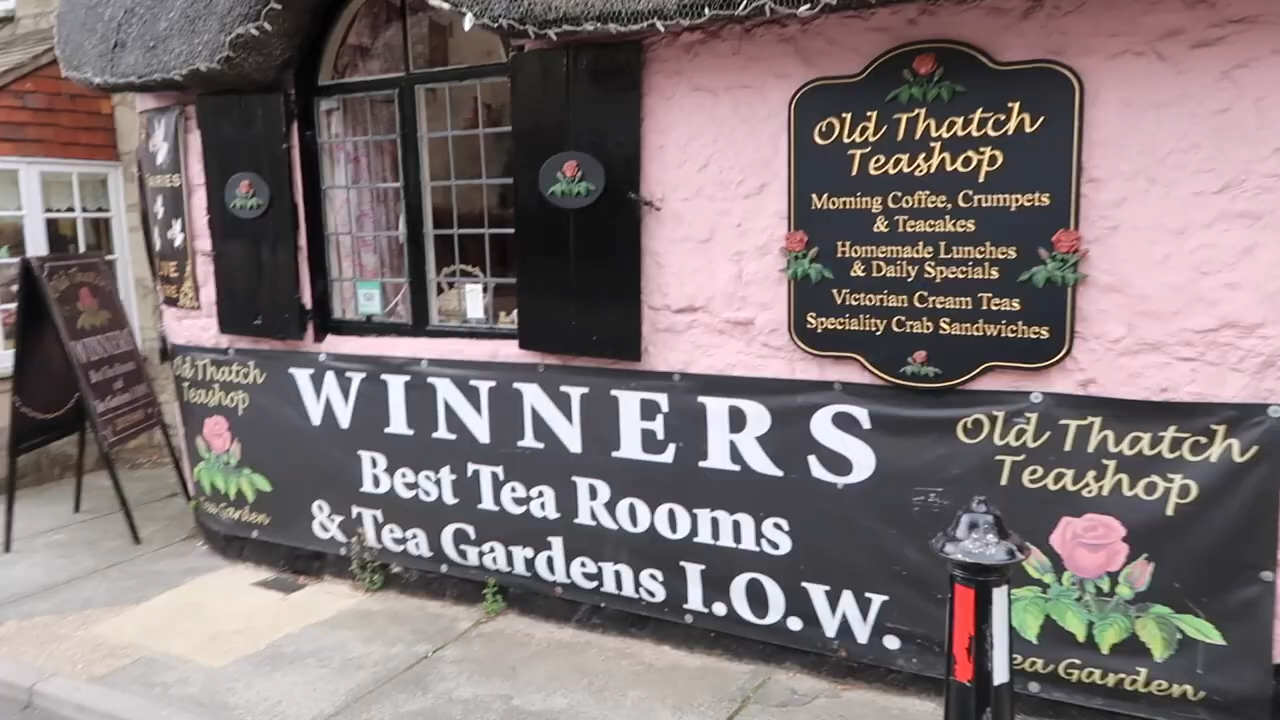 Old Thatch
Teashop
Morning Coffee, Crumpets
& Teacakes
Homemade Lunches
& Daily Specials
Victorian Cream Teas
Speciality Crab Sandwiches
Old Thatch
Teashop
Tea Garden
WINNERS
Best Tea Rooms
& Tea Gardens I.O.W.
Old Thatch
Teashop
Tea Garden
WINNERS